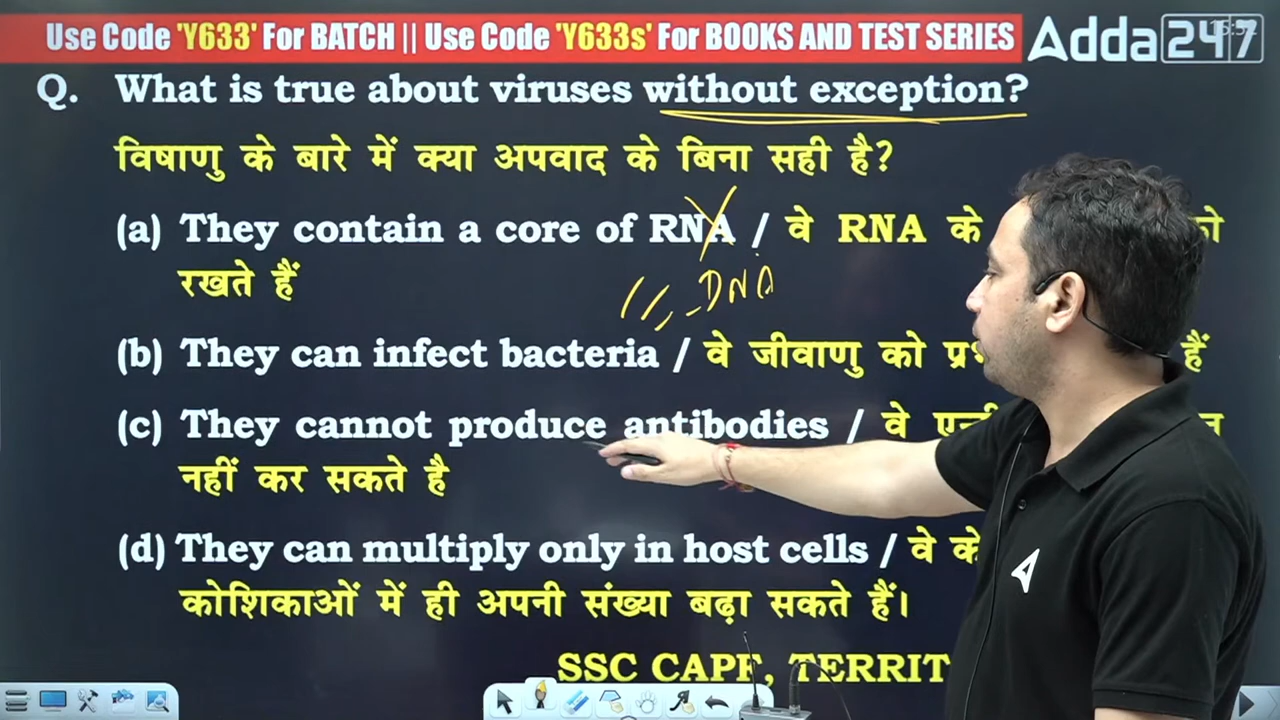 Use Code 'Y633' For BATCH || Use Code 'Y633s' For BOOKS AND TEST SERIES
Adda247
Q. What is true about viruses without exception?
विषाणु के बारे में क्या अपवाद के बिना सही है?
(a) They contain a core of RNA / वे RNA के
रखते हैं
DNA
(b) They can infect bacteria / वे जीवाणु को हैं
(c) They cannot produce antibodies / वे
नहीं कर सकते है
(d) They can multiply only in host cells / वे
कोशिकाओं में ही अपनी संख्या बढ़ा सकते हैं।
SSC CAPF,